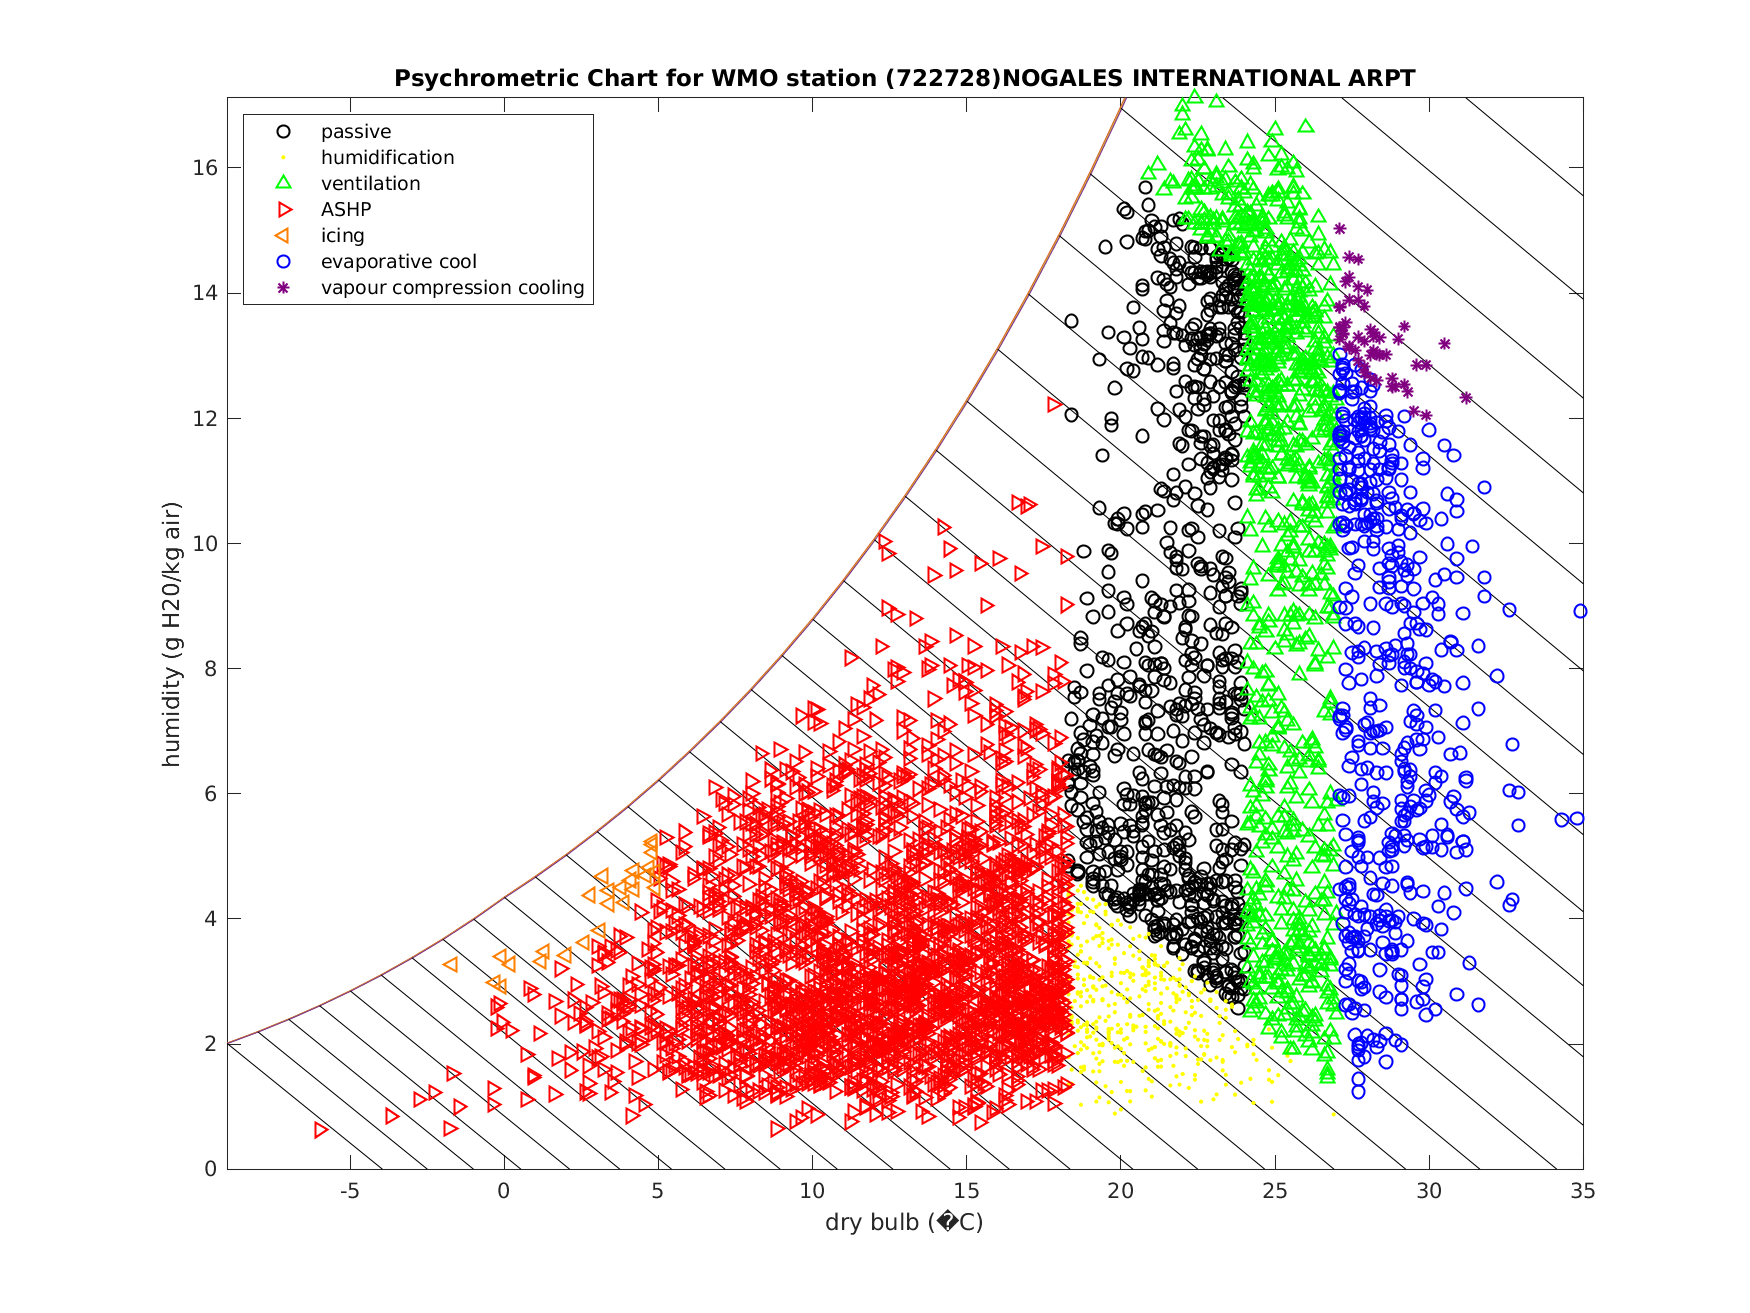 Psychrometric Chart for WMO station (722728)NOGALES INTERNATIONAL ARPT
passive
humidification
ventilation
ASHP
icing
evaporative cool
vapour compression cooling
humidity (g H20/kg air)
16
14
12
10
8
6
4
2
0
-5
0
5
10
15
20
25
30
35
dry bulb (�C)